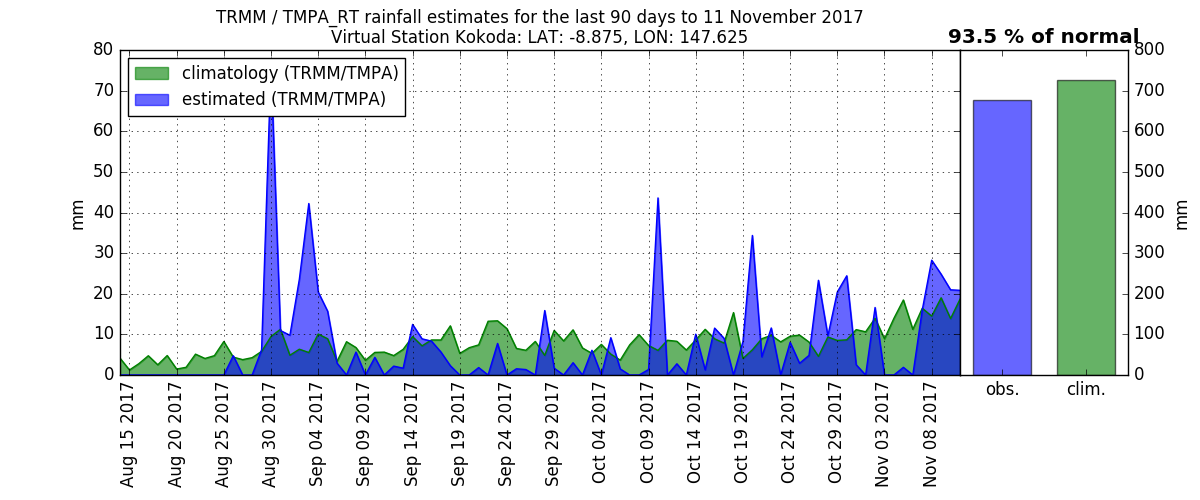 TRMM / TMPA_RT rainfall estimates for the last 90 days to 11 November 2017
Virtual Station Kokoda: LAT: -8.875, LON: 147.625
93.5 % of normal
climatology (TRMM/TMPA)
estimated (TRMM/TMPA)
mm
80
70
60
50
40
30
20
10
0
800
700
600
500
400
300
200
100
0
mm
Aug 15 2017
Aug 20 2017
Aug 25 2017
Aug 30 2017
Sep 04 2017
Sep 09 2017
Sep 14 2017
Sep 19 2017
Sep 24 2017
Sep 29 2017
Oct 04 2017
Oct 09 2017
Oct 14 2017
Oct 19 2017
Oct 24 2017
Oct 29 2017
Nov 03 2017
Nov 08 2017
obs.
clim.